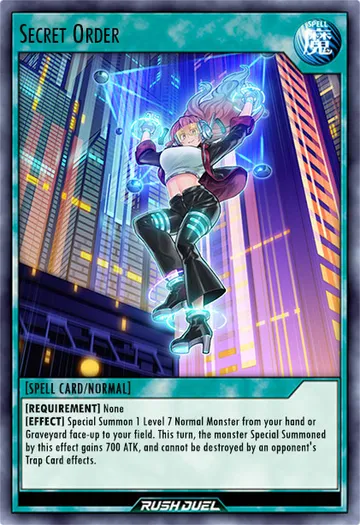 SECRET ORDER
SPELL
魔
[SPELL CARD/NORMAL]
[REQUIREMENT] None
[EFFECT] Special Summon 1 Level 7 Normal Monster from your hand or
Graveyard face-up to your field. This turn, the monster Special Summoned
by this effect gains 700 ATK, and cannot be destroyed by an opponent's
Trap Card effects.
RUSH DUEL